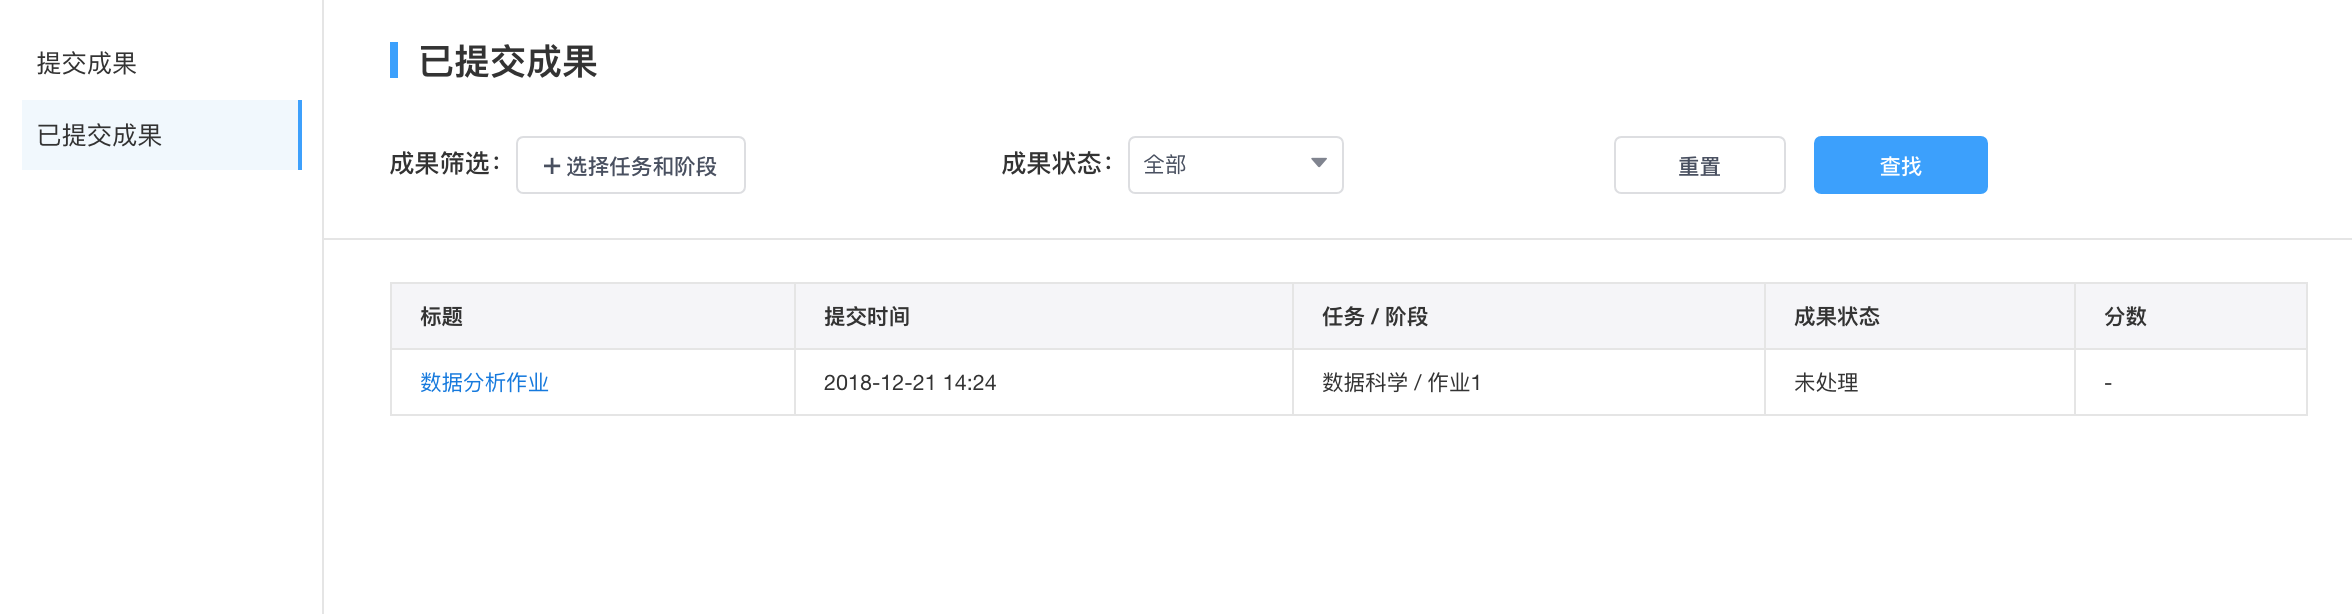 提交成果
已提交成果
已提交成果
成果筛选： +选择任务和阶段 成果状态： 全部 重置 查找
标题 提交时间 任务 / 阶段 成果状态 分数
数据分析作业 2018-12-21 14:24 数据科学 / 作业1 未处理 -